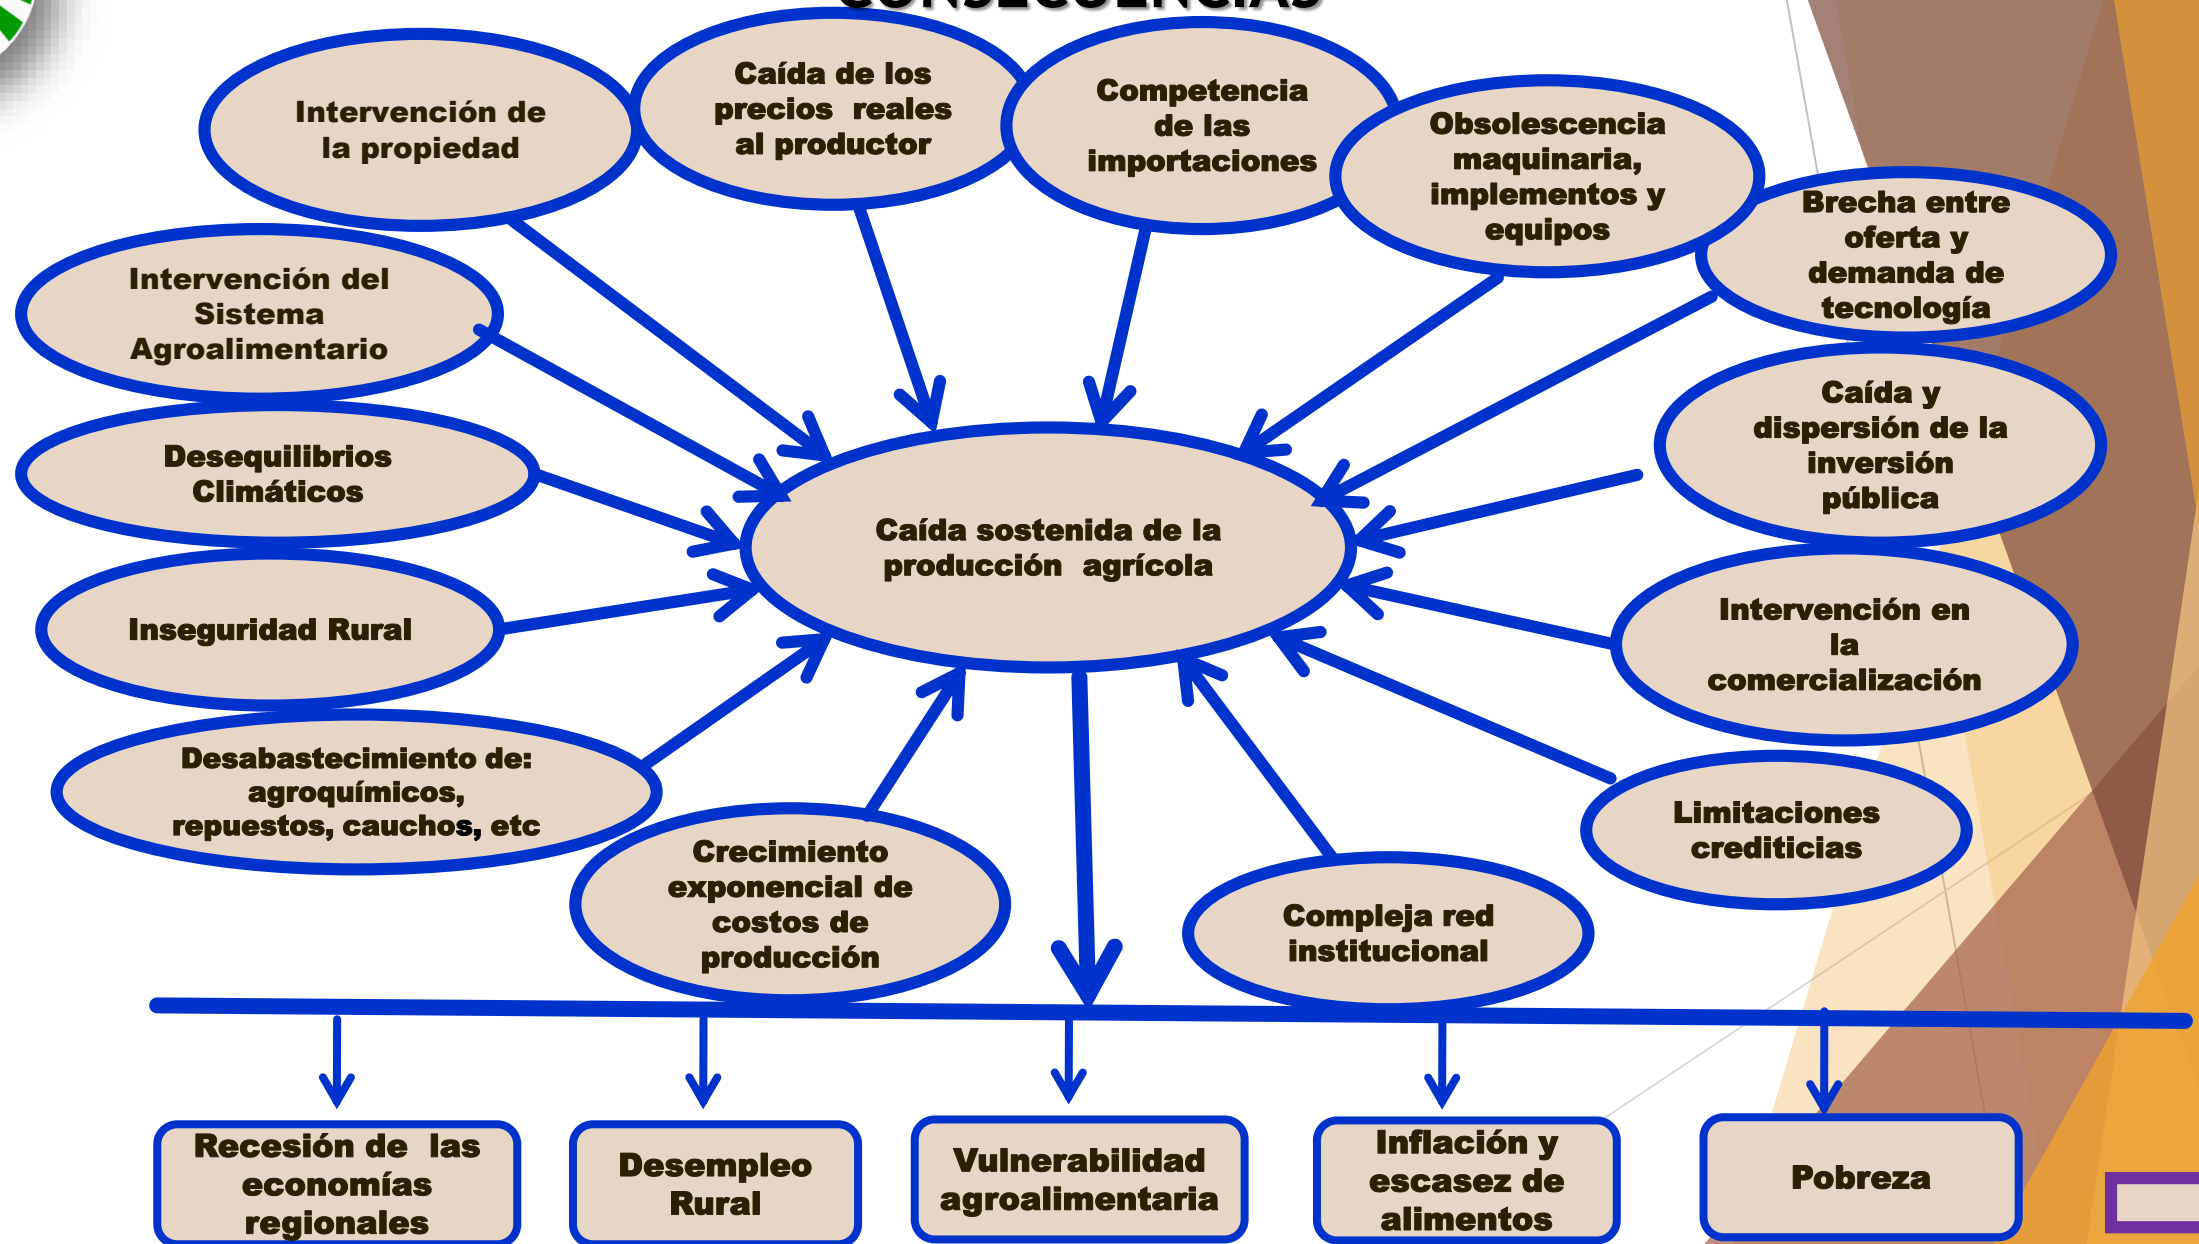 CONSECUENCIAS
Intervención de
la propiedad
Caída de los
precios  reales
al productor
Competencia
de las
importaciones
Obsolescencia
maquinaria,
implementos y
equipos
Brecha entre
oferta y
demanda de
tecnología
Intervención del
Sistema
Agroalimentario
Caída y
dispersión de la
inversión
pública
Desequilibrios
Climáticos
Caída sostenida de la
producción  agrícola
Inseguridad Rural
Intervención en
la
comercialización
Desabastecimiento de:
agroquímicos,
repuestos, cauchos, etc
Limitaciones
crediticias
Crecimiento
exponencial de
costos de
producción
Compleja red
institucional
Recesión de  las
economías
regionales
Desempleo
Rural
Vulnerabilidad
agroalimentaria
Inflación y
escasez de
alimentos
Pobreza